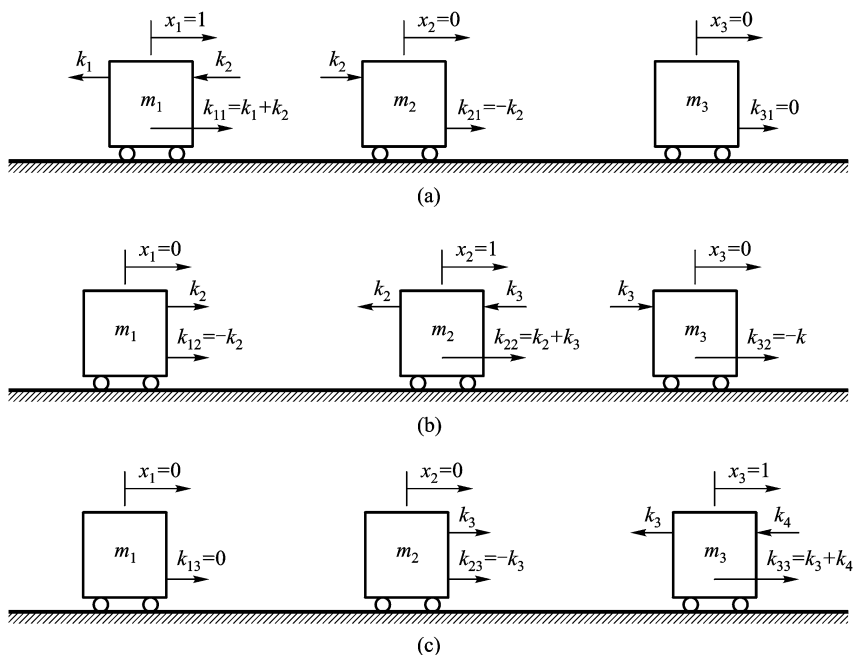 x₁=1 x₂=0 x₃=0
k₁ k₂ k₂
m₁ m₂ m₃
k₁₁=k₁+k₂ k₂₁=−k₂ k₃₁=0
(a)
x₁=0 x₂=1 x₃=0
k₂ k₂ k₃ k₃
m₁ m₂ m₃
k₁₂=−k₂ k₂₂=k₂+k₃ k₃₂=−k
(b)
x₁=0 x₂=0 x₃=1
k₃ k₃ k₄
m₁ m₂ m₃
k₁₃=0 k₂₃=−k₃ k₃₃=k₃+k₄
(c)